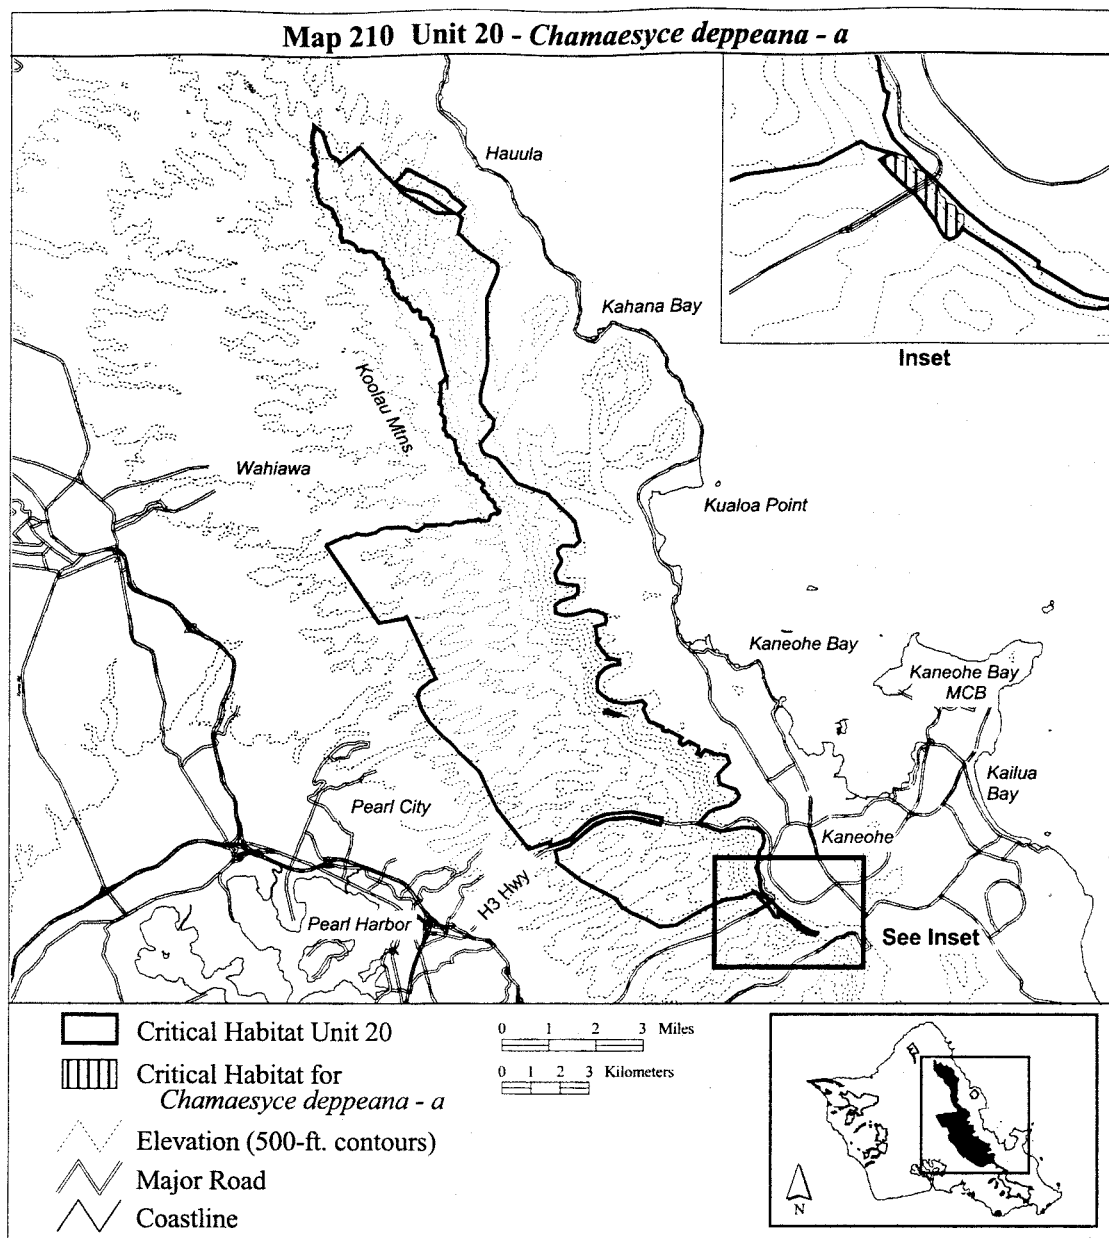 Map 210 Unit 20 - Chamaesyce deppeana - a
Hauula
Kahana Bay
Inset
Koolau Mtns
Wahiawa
Kualoa Point
Kaneohe Bay
Kaneohe Bay
MCB
Kailua
Bay
Pearl City
Kaneohe
H3 Hwy
Pearl Harbor
See Inset
Critical Habitat Unit 20
Critical Habitat for
Chamaesyce deppeana - a
Elevation (500-ft. contours)
Major Road
Coastline
0 1 2 3 Miles
0 1 2 3 Kilometers
N